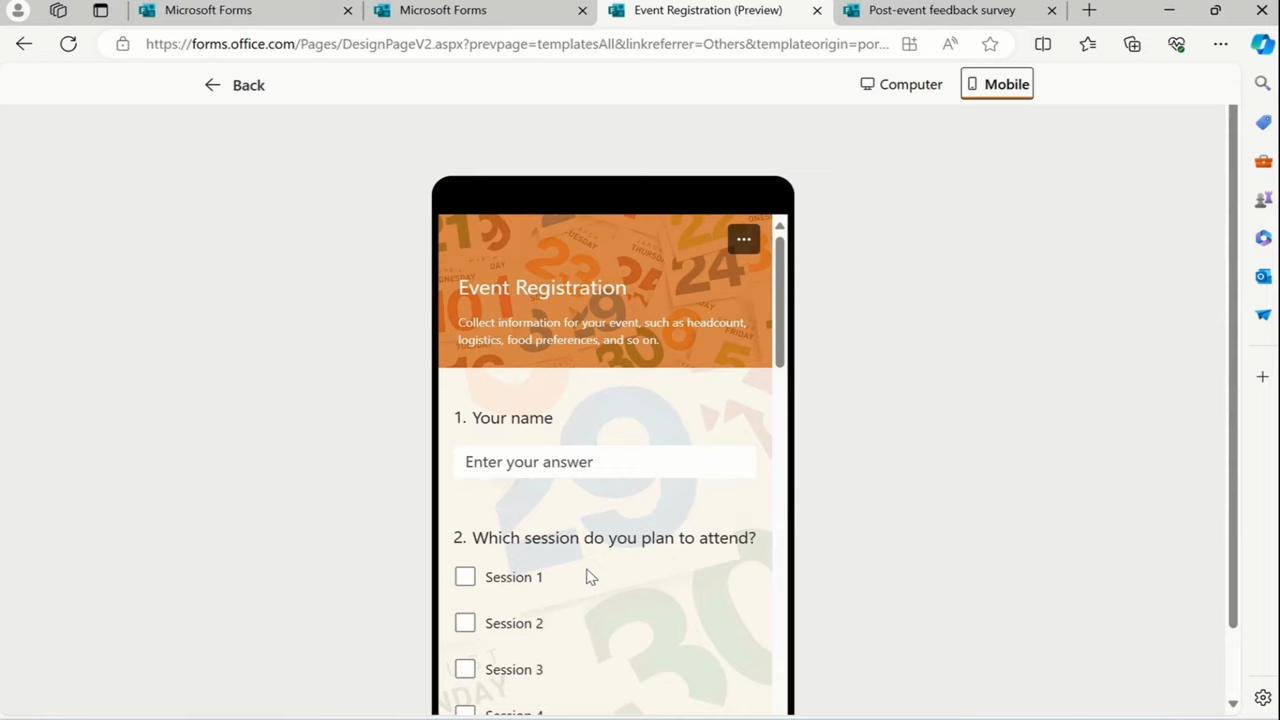 Microsoft Forms
Microsoft Forms
Event Registration (Preview)
Post-event feedback survey
https://forms.office.com/Pages/DesignPageV2.aspx?prevpage=templatesAll&linkreferrer=Others&templateorigin=por...
Back
Computer
Mobile
Event Registration
Collect information for your event, such as headcount,
logistics, food preferences, and so on.
1. Your name
Enter your answer
2. Which session do you plan to attend?
Session 1
Session 2
Session 3
Session 4